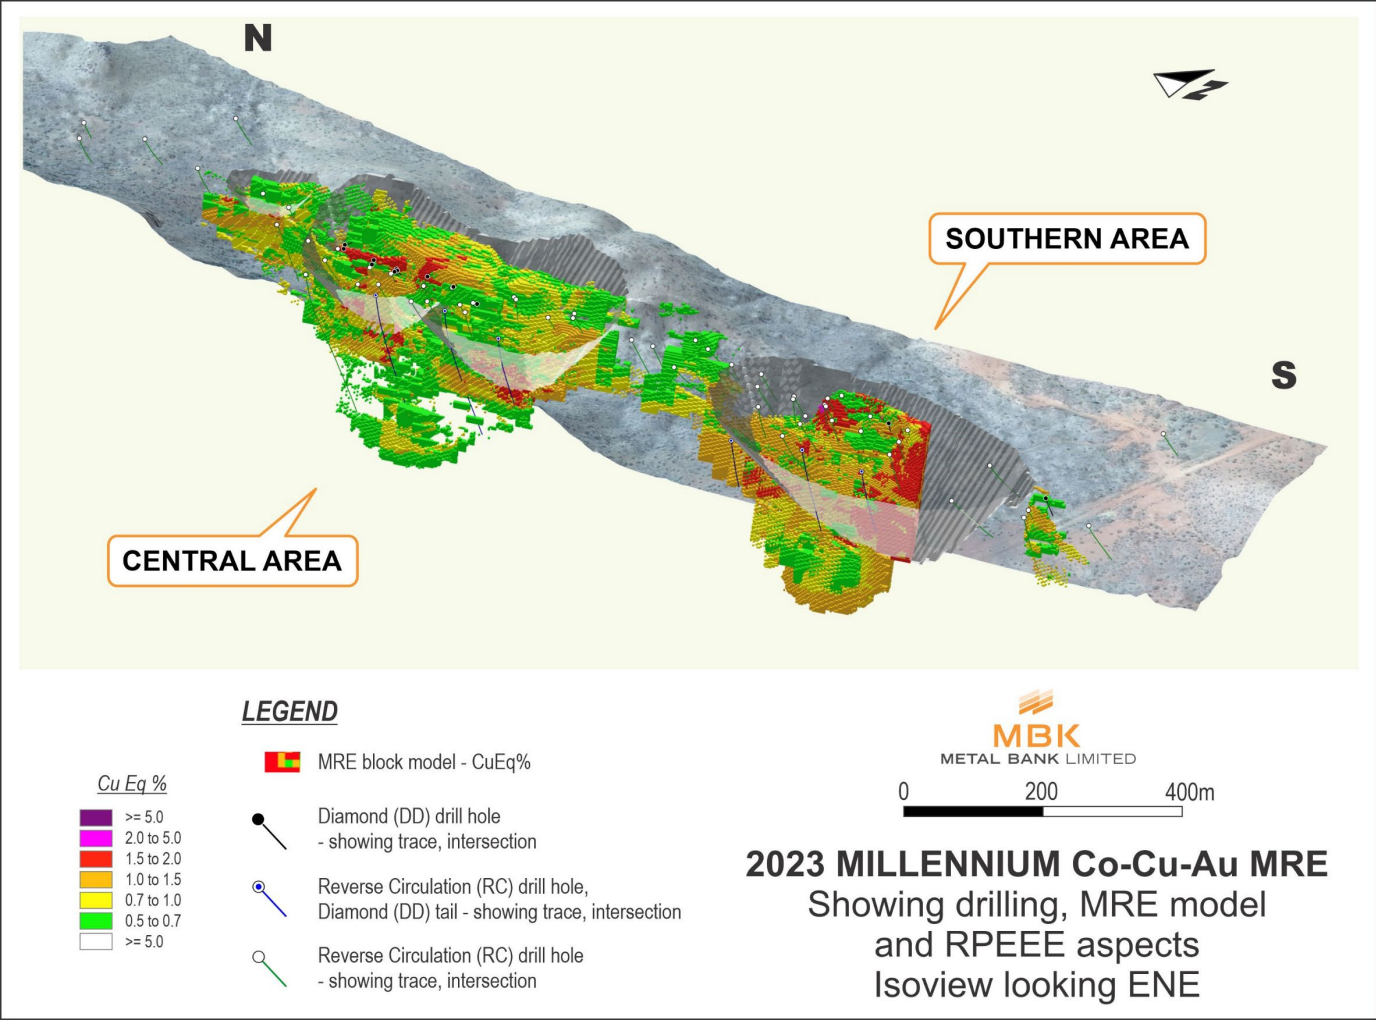 N
SOUTHERN AREA
S
CENTRAL AREA
LEGEND
MRE block model - CuEq%
Cu Eq %
>= 5.0
2.0 to 5.0
1.5 to 2.0
1.0 to 1.5
0.7 to 1.0
0.5 to 0.7
>= 5.0
Diamond (DD) drill hole
- showing trace, intersection
Reverse Circulation (RC) drill hole,
Diamond (DD) tail - showing trace, intersection
Reverse Circulation (RC) drill hole
- showing trace, intersection
MBK
METAL BANK LIMITED
0 200 400m
2023 MILLENNIUM Co-Cu-Au MRE
Showing drilling, MRE model
and RPEEE aspects
Isoview looking ENE